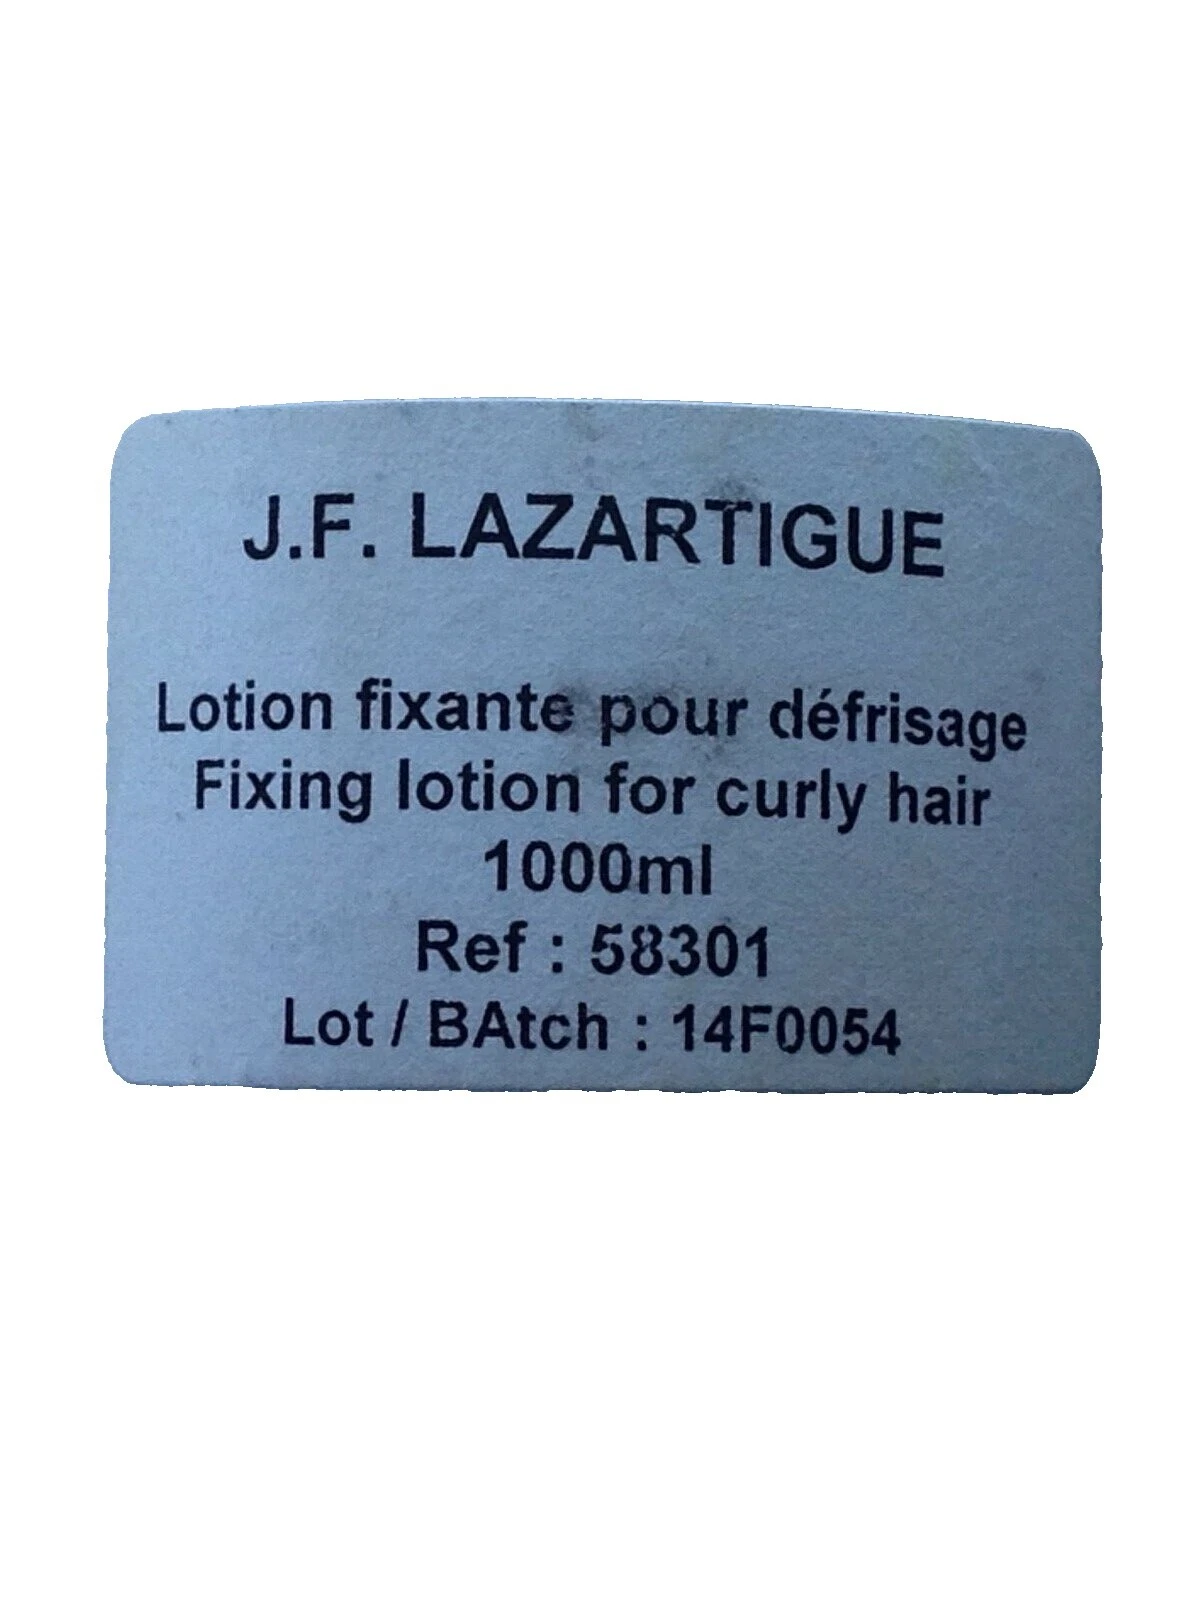 J.F. LAZARTIGUE
Lotion fixante pour défrisage
Fixing lotion for curly hair
1000ml
Ref : 58301
Lot / BAtch : 14F0054